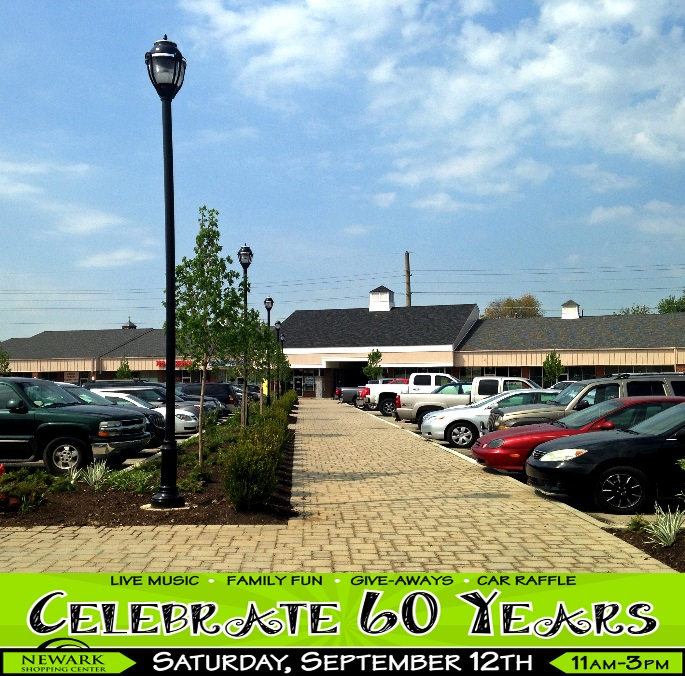 LIVE MUSIC • FAMILY FUN • GIVE-AWAYS • CAR RAFFLE
CELEBRATE 60 YEARS
NEWARK
SHOPPING CENTER
SATURDAY, SEPTEMBER 12TH
11AM-3PM